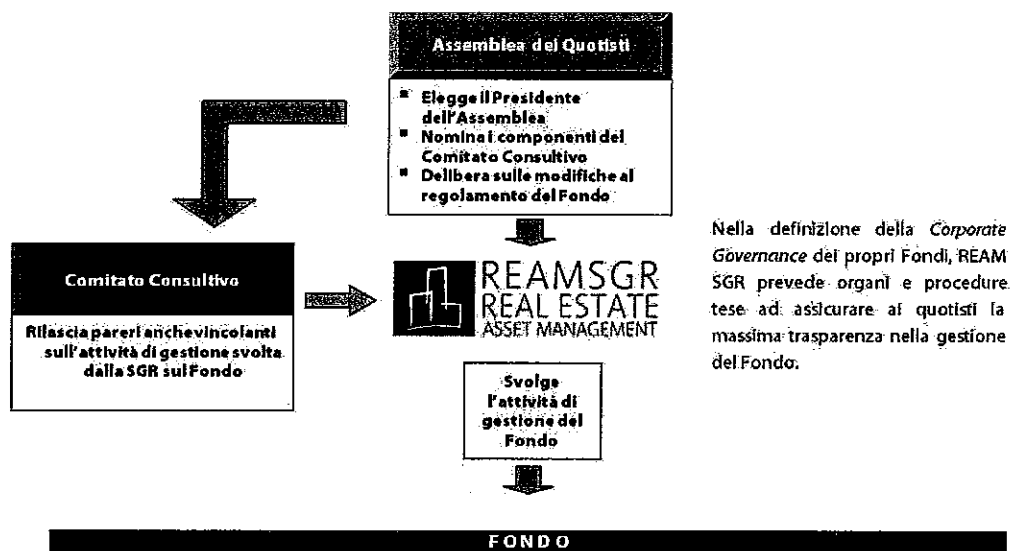 Assemblea dei Quotisti
▪ Elegge il Presidente
dell'Assemblea
▪ Nomina i componenti del
Comitato Consultivo
▪ Delibera sulle modifiche al
regolamento del Fondo
Comitato Consultivo
Rilascia pareri anche vincolanti
sull'attività di gestione svolta
dalla SGR sul Fondo
REAMSGR
REAL ESTATE
ASSET MANAGEMENT
Nella definizione della Corporate
Governance dei propri Fondi, REAM
SGR prevede organi e procedure
tese ad assicurare ai quotisti la
massima trasparenza nella gestione
del Fondo.
Svolge
l'attività di
gestione del
Fondo
FONDO